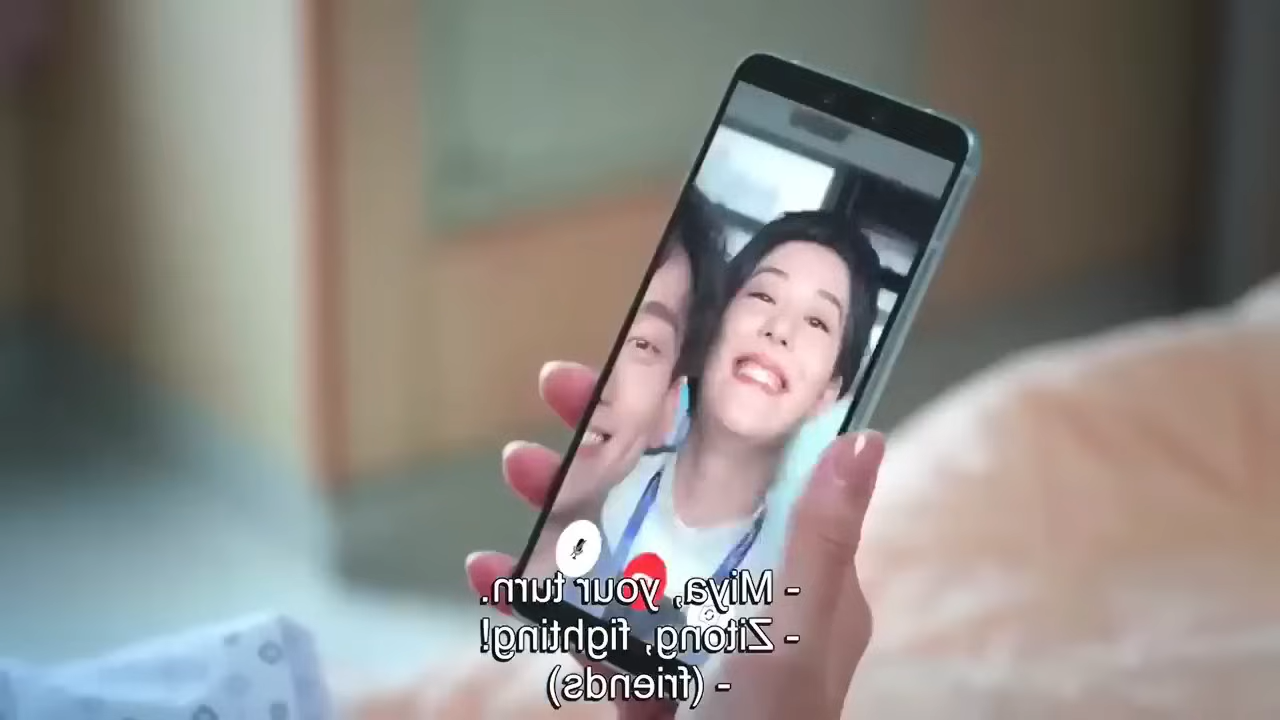 - Miya, your turn.
- Zitong, fighting!
- (friends)